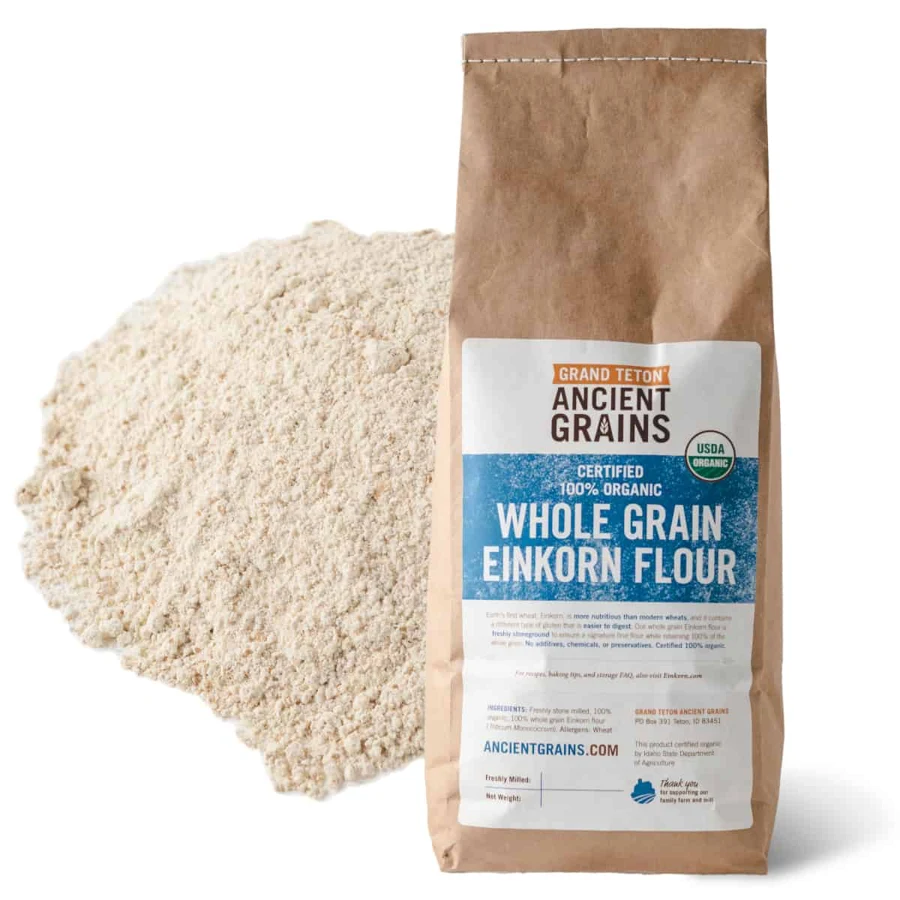 GRAND TETON®
ANCIENT
GRAINS
USDA
ORGANIC
CERTIFIED
100% ORGANIC
WHOLE GRAIN
EINKORN FLOUR
Earth's first wheat, Einkorn, is more nutritious than modern wheats, and it contains
a different type of gluten that is easier to digest. Our whole grain Einkorn flour is
freshly stoneground to ensure a signature fine flour while retaining 100% of the
whole grain. No additives, chemicals, or preservatives. Certified 100% organic.
For recipes, baking tips, and storage FAQ, also visit Einkorn.com
INGREDIENTS: Freshly stone milled, 100%
organic, 100% whole grain Einkorn flour
(Triticum Monococcum). Allergens: Wheat
ANCIENTGRAINS.COM
GRAND TETON ANCIENT GRAINS
PO Box 391 Teton, ID 83451
This product certified organic
by Idaho State Department
of Agriculture
Freshly Milled:
Net Weight:
Thank you
for supporting our
family farm and mill!